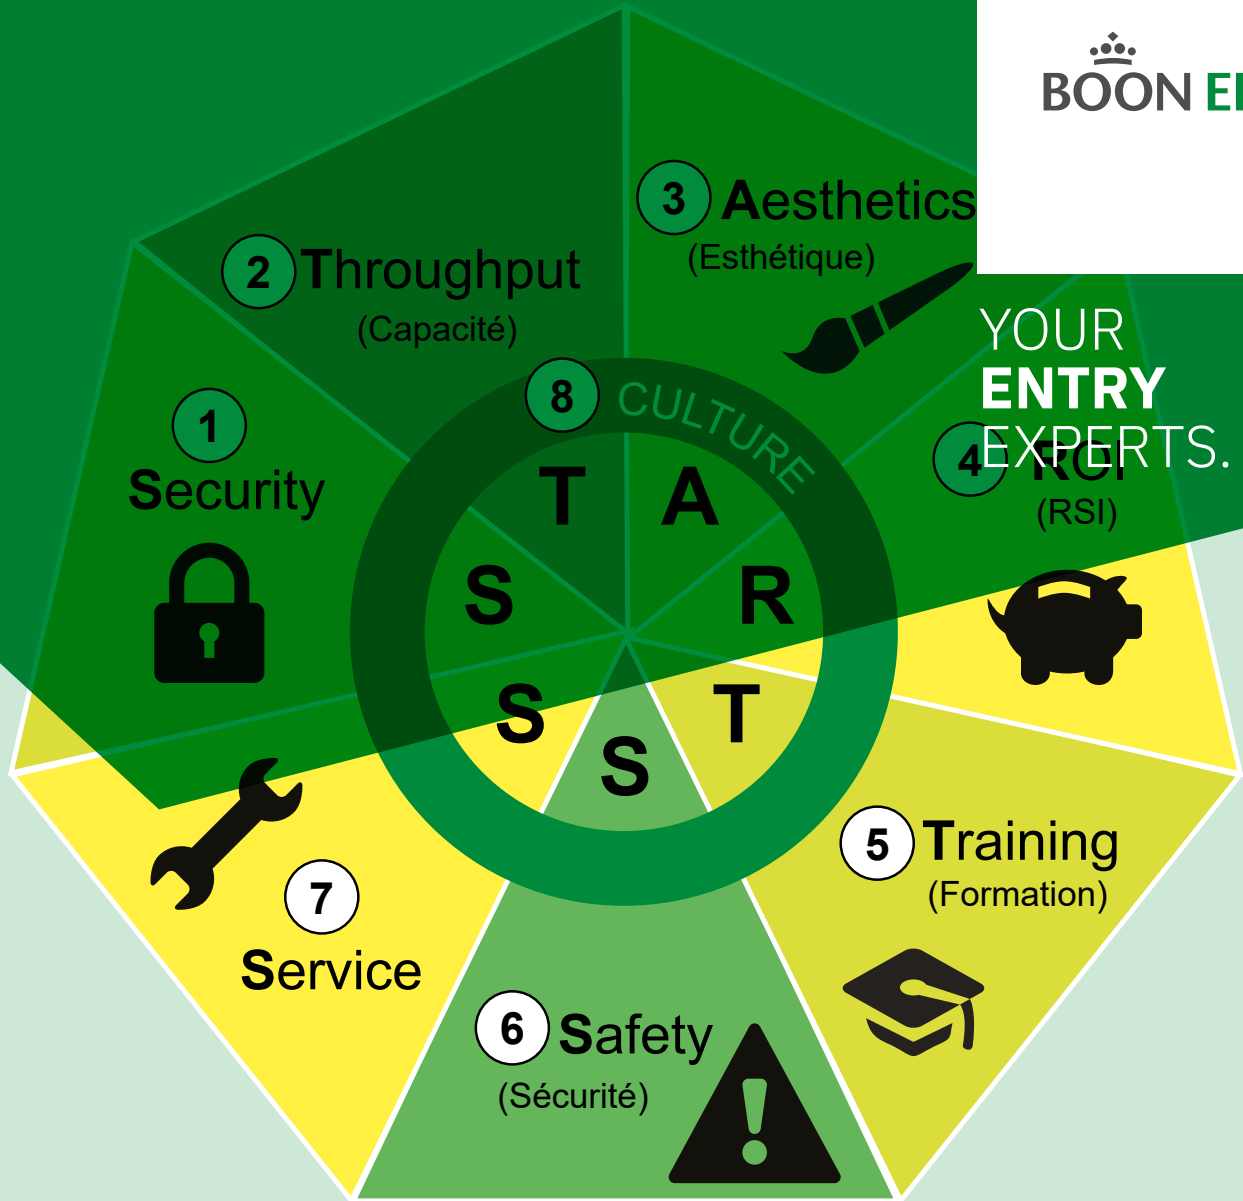 BOON
YOUR
ENTRY
EXPERTS.
1
Security
2 Throughput
(Capacité)
3 Aesthetics
(Esthétique)
4 ROI
(RSI)
5 Training
(Formation)
6 Safety
(Sécurité)
7
Service
8 CULTURE
S
T
A
R
T
S
S